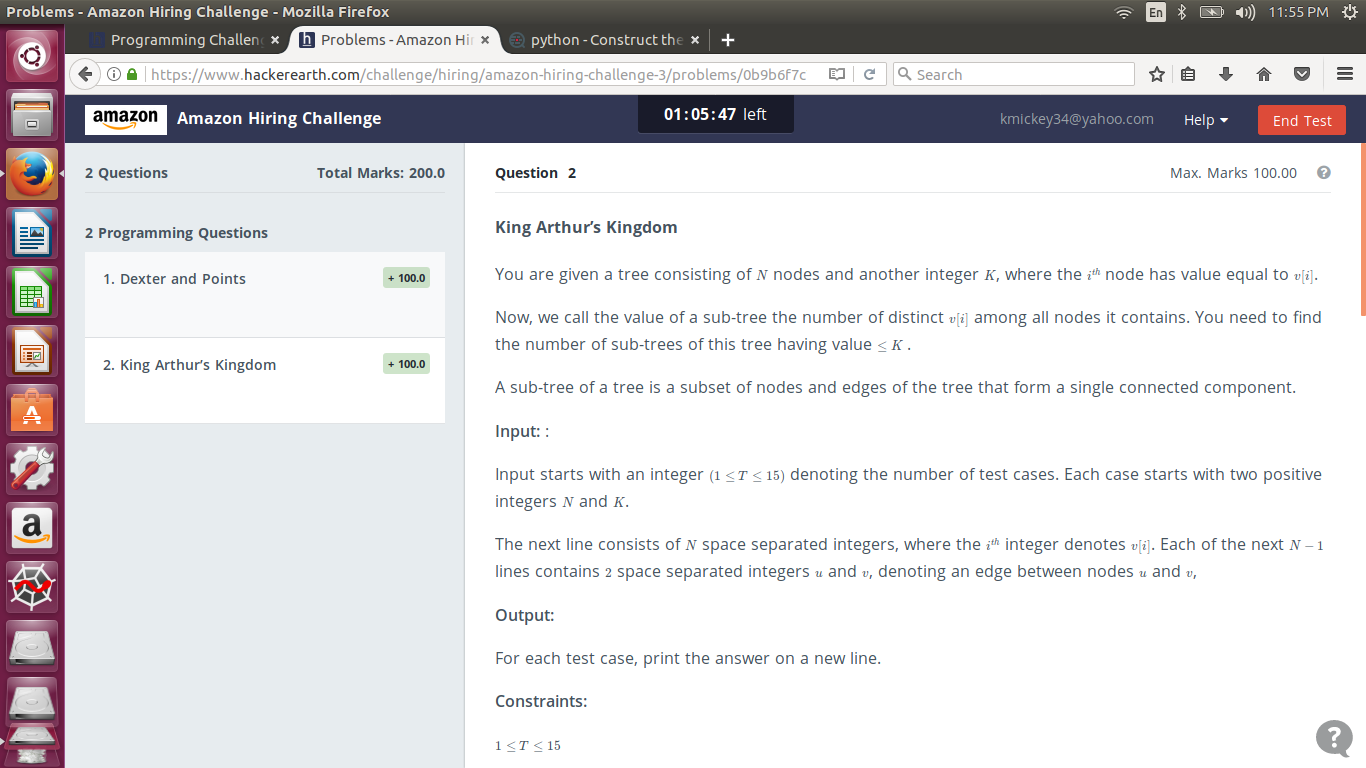 Problems - Amazon Hiring Challenge - Mozilla Firefox
En
11:55 PM
Programming Challen
h Problems - Amazon Hir
python - Construct the
https://www.hackerearth.com/challenge/hiring/amazon-hiring-challenge-3/problems/0b9b6f7c
Search
amazon
Amazon Hiring Challenge
01:05:47 left
kmickey34@yahoo.com
Help
End Test
2 Questions
Total Marks: 200.0
2 Programming Questions
1. Dexter and Points
+ 100.0
2. King Arthur's Kingdom
+ 100.0
Question 2
Max. Marks 100.00
?
King Arthur's Kingdom
You are given a tree consisting of N nodes and another integer K, where the iᵗʰ node has value equal to v[i].
Now, we call the value of a sub-tree the number of distinct v[i] among all nodes it contains. You need to find
the number of sub-trees of this tree having value ≤ K .
A sub-tree of a tree is a subset of nodes and edges of the tree that form a single connected component.
Input: :
Input starts with an integer (1 ≤ T ≤ 15) denoting the number of test cases. Each case starts with two positive
integers N and K.
The next line consists of N space separated integers, where the iᵗʰ integer denotes v[i]. Each of the next N − 1
lines contains 2 space separated integers u and v, denoting an edge between nodes u and v,
Output:
For each test case, print the answer on a new line.
Constraints:
1 ≤ T ≤ 15
?
A
a